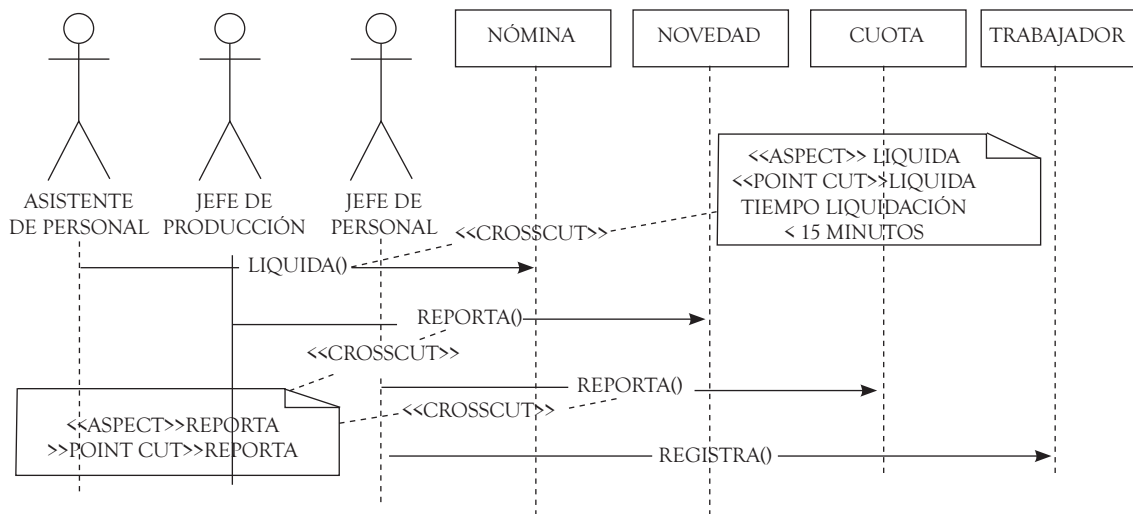 NÓMINA
NOVEDAD
CUOTA
TRABAJADOR
<<ASPECT>> LIQUIDA
<<POINT CUT>>LIQUIDA
TIEMPO LIQUIDACIÓN
< 15 MINUTOS
ASISTENTE
DE PERSONAL
JEFE DE
PRODUCCIÓN
JEFE DE
PERSONAL
<<CROSSCUT>>
LIQUIDA()
REPORTA()
<<CROSSCUT>>
REPORTA()
<<CROSSCUT>>
<<ASPECT>>REPORTA
>>POINT CUT>>REPORTA
REGISTRA()